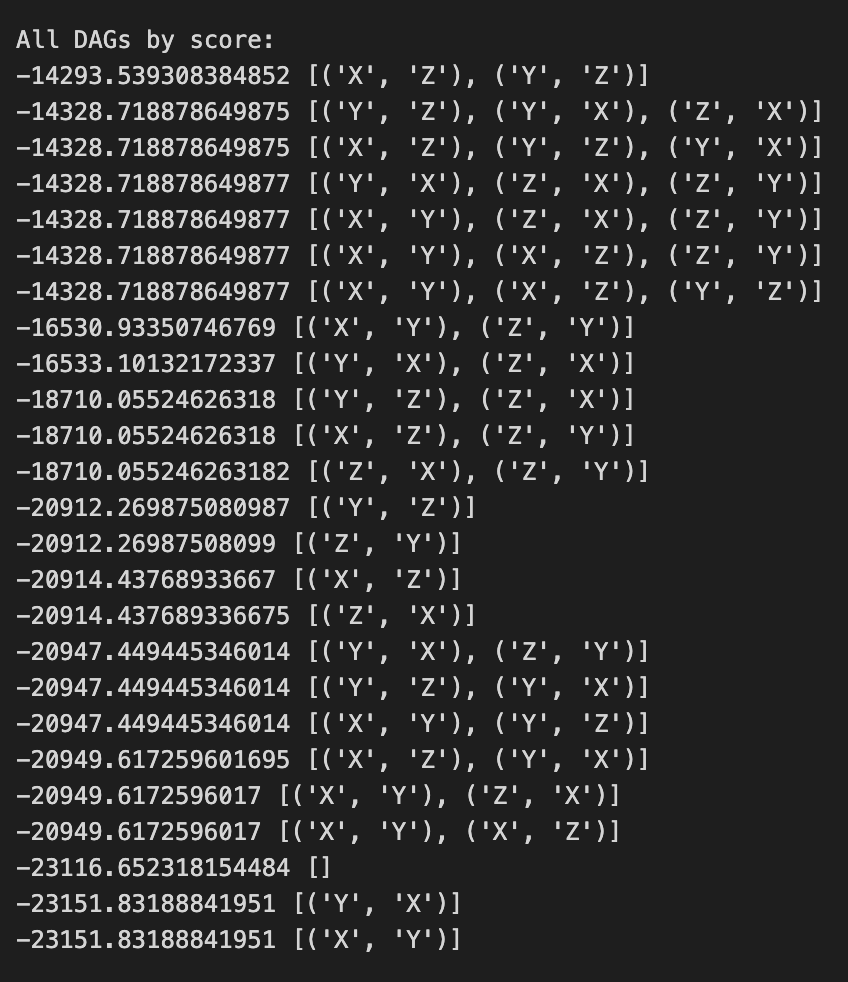 All DAGs by score:
-14293.539308384852 [('X', 'Z'), ('Y', 'Z')]
-14328.718878649875 [('Y', 'Z'), ('Y', 'X'), ('Z', 'X')]
-14328.718878649875 [('X', 'Z'), ('Y', 'Z'), ('Y', 'X')]
-14328.718878649877 [('Y', 'X'), ('Z', 'X'), ('Z', 'Y')]
-14328.718878649877 [('X', 'Y'), ('Z', 'X'), ('Z', 'Y')]
-14328.718878649877 [('X', 'Y'), ('X', 'Z'), ('Z', 'Y')]
-14328.718878649877 [('X', 'Y'), ('X', 'Z'), ('Y', 'Z')]
-16530.93350746769 [('X', 'Y'), ('Z', 'Y')]
-16533.10132172337 [('Y', 'X'), ('Z', 'X')]
-18710.05524626318 [('Y', 'Z'), ('Z', 'X')]
-18710.05524626318 [('X', 'Z'), ('Z', 'Y')]
-18710.055246263182 [('Z', 'X'), ('Z', 'Y')]
-20912.269875080987 [('Y', 'Z')]
-20912.26987508099 [('Z', 'Y')]
-20914.43768933667 [('X', 'Z')]
-20914.437689336675 [('Z', 'X')]
-20947.449445346014 [('Y', 'X'), ('Z', 'Y')]
-20947.449445346014 [('Y', 'Z'), ('Y', 'X')]
-20947.449445346014 [('X', 'Y'), ('Y', 'Z')]
-20949.617259601695 [('X', 'Z'), ('Y', 'X')]
-20949.6172596017 [('X', 'Y'), ('Z', 'X')]
-20949.6172596017 [('X', 'Y'), ('X', 'Z')]
-23116.652318154484 []
-23151.83188841951 [('Y', 'X')]
-23151.83188841951 [('X', 'Y')]